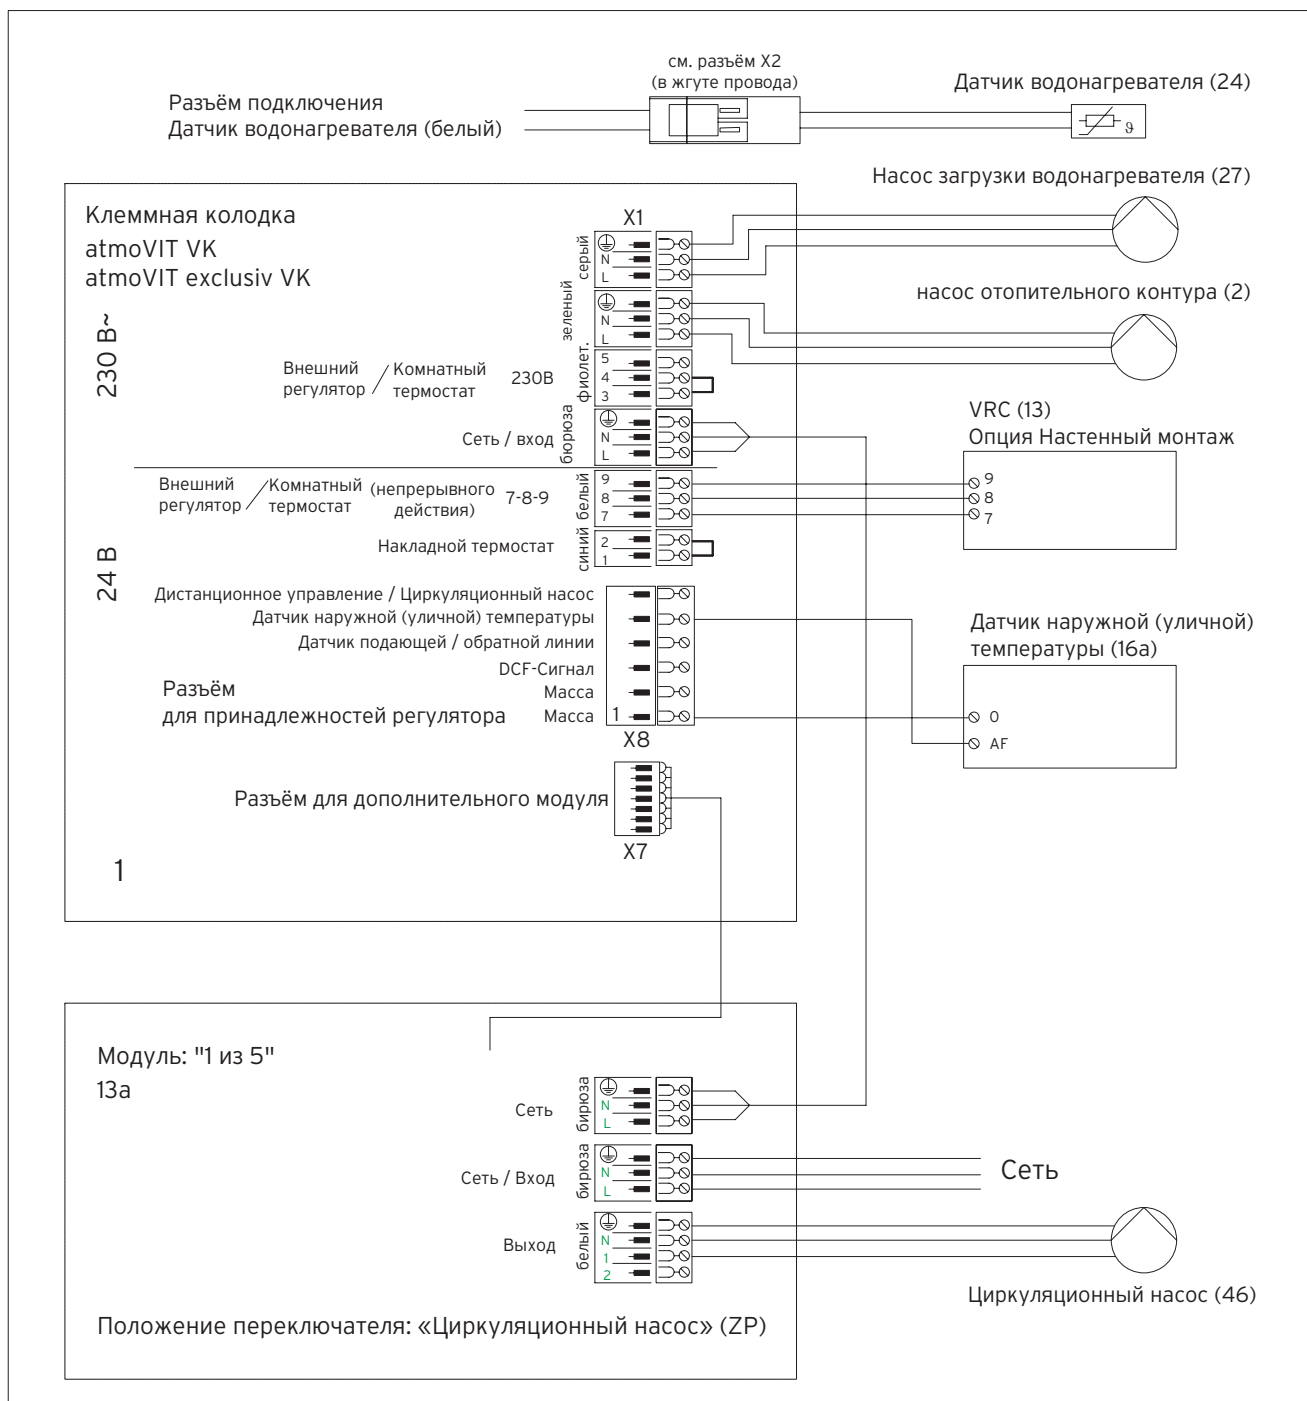 см. разъём X2
(в жгуте провода)
Датчик водонагревателя (24)
Разъём подключения
Датчик водонагревателя (белый)
ϑ
Насос загрузки водонагревателя (27)
Клеммная колодка
atmoVIT VK
atmoVIT exclusiv VK
X1
серый
N
L
насос отопительного контура (2)
зеленый
N
L
230 В~
Внешний регулятор / Комнатный термостат
230В
фиолет.
5
4
3
VRC (13)
Опция Настенный монтаж
Сеть / вход
бюрюза
N
L
Внешний регулятор / Комнатный термостат (непрерывного действия)
7-8-9
белый
9
8
7
9
8
7
24 В
Накладной термостат
синий
2
1
Дистанционное управление / Циркуляционный насос
Датчик наружной (уличной) температуры
Датчик подающей / обратной линии
DCF-Сигнал
Масса
Масса
1
Разъём
для принадлежностей регулятора
X8
Датчик наружной (уличной)
температуры (16a)
0
AF
Разъём для дополнительного модуля
X7
1
Модуль: "1 из 5"
13a
Сеть
бирюза
N
L
Сеть / Вход
бирюза
N
L
Сеть
Выход
белый
N
1
2
Циркуляционный насос (46)
Положение переключателя: «Циркуляционный насос» (ZP)